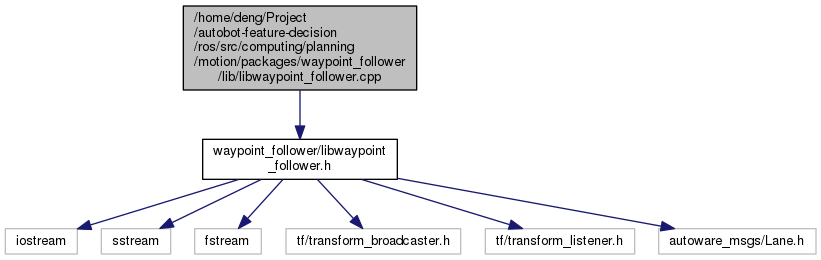 /home/deng/Project
/autobot-feature-decision
/ros/src/computing/planning
/motion/packages/waypoint_follower
/lib/libwaypoint_follower.cpp
waypoint_follower/libwaypoint
_follower.h
iostream
sstream
fstream
tf/transform_broadcaster.h
tf/transform_listener.h
autoware_msgs/Lane.h